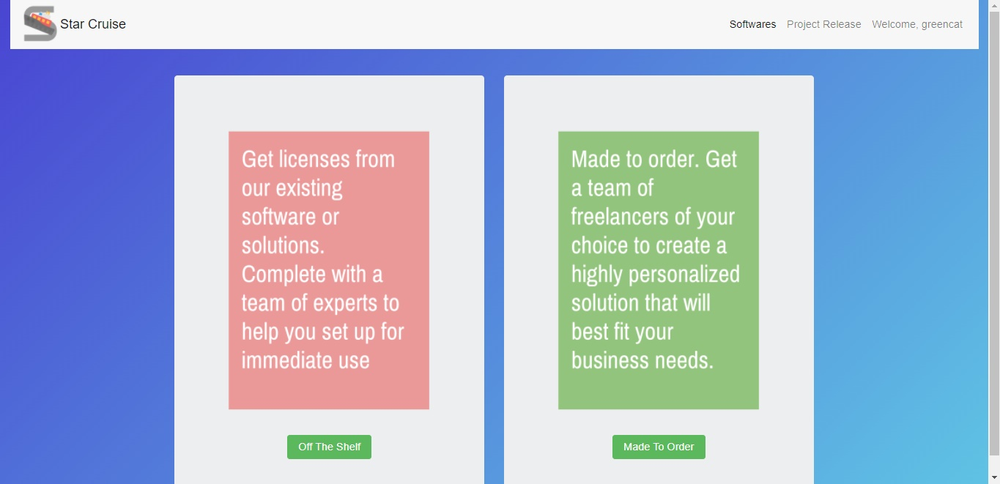 Star Cruise
Softwares
Project Release
Welcome, greencat
Get licenses from
our existing
software or
solutions.
Complete with a
team of experts to
help you set up for
immediate use
Off The Shelf
Made to order. Get
a team of
freelancers of your
choice to create a
highly personalized
solution that will
best fit your
business needs.
Made To Order